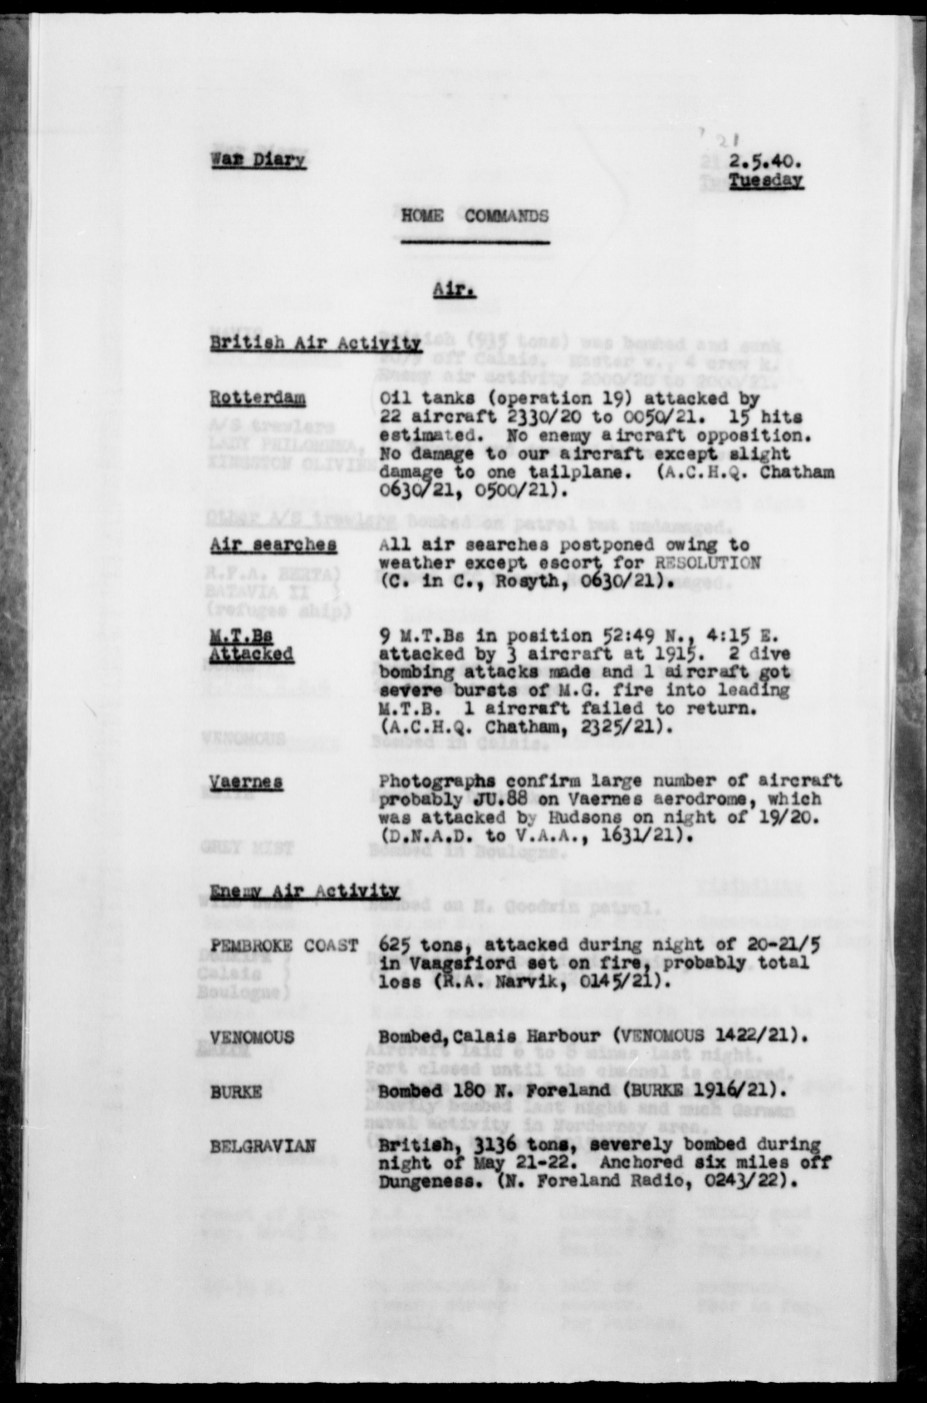 21
War Diary
2.5.40.
Tuesday
HOME COMMANDS
Air.
British Air Activity
Rotterdam Oil tanks (operation 19) attacked by
22 aircraft 2330/20 to 0050/21. 15 hits
estimated. No enemy aircraft opposition.
No damage to our aircraft except slight
damage to one tailplane. (A.C.H.Q. Chatham
0630/21, 0500/21).
Air searches All air searches postponed owing to
weather except escort for RESOLUTION
(C. in C., Rosyth, 0630/21).
M.T.Bs 9 M.T.Bs in position 52:49 N., 4:15 E.
Attacked attacked by 3 aircraft at 1915. 2 dive
bombing attacks made and 1 aircraft got
severe bursts of M.G. fire into leading
M.T.B. 1 aircraft failed to return.
(A.C.H.Q. Chatham, 2325/21).
Vaernes Photographs confirm large number of aircraft
probably JU.88 on Vaernes aerodrome, which
was attacked by Hudsons on night of 19/20.
(D.N.A.D. to V.A.A., 1631/21).
Enemy Air Activity
PEMBROKE COAST 625 tons, attacked during night of 20-21/5
in Vaagsfiord set on fire, probably total
loss (R.A. Narvik, 0145/21).
VENOMOUS Bombed, Calais Harbour (VENOMOUS 1422/21).
BURKE Bombed 180 N. Foreland (BURKE 1916/21).
BELGRAVIAN British, 3136 tons, severely bombed during
night of May 21-22. Anchored six miles off
Dungeness. (N. Foreland Radio, 0243/22).